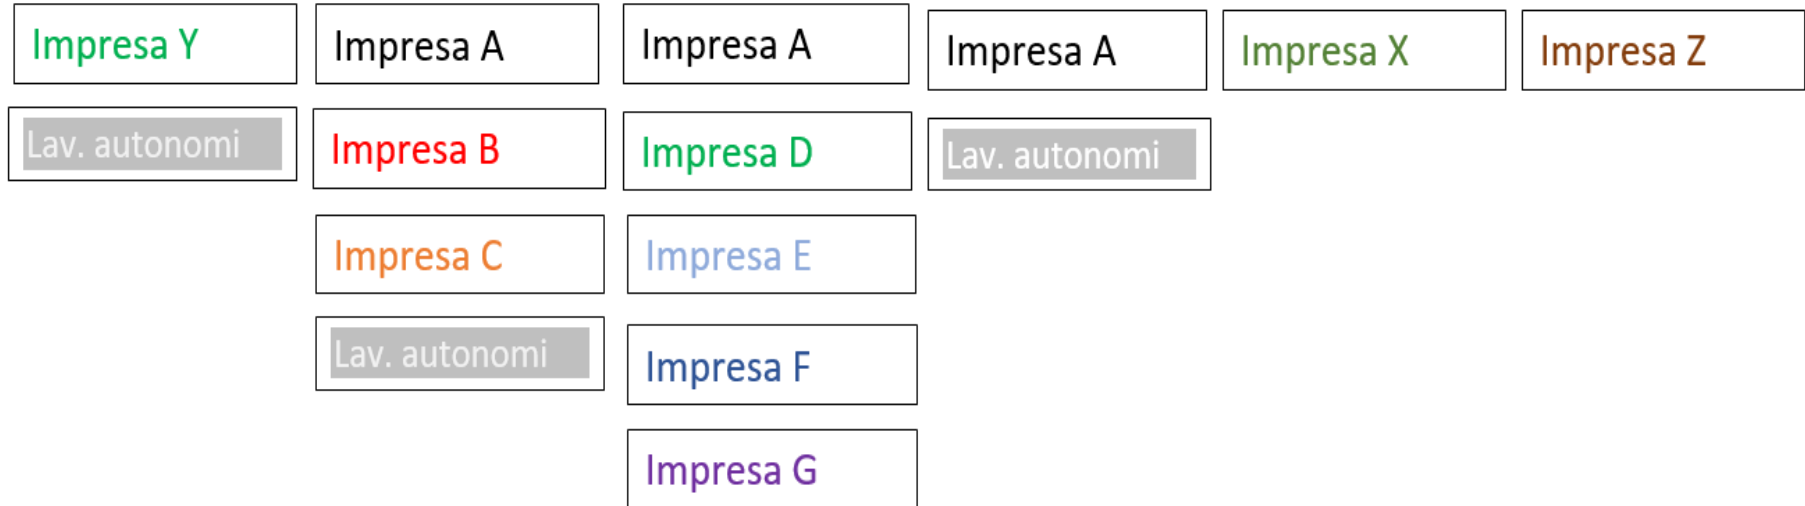 Impresa Y
Impresa A
Impresa A
Impresa A
Impresa X
Impresa Z
Lav. autonomi
Impresa B
Impresa D
Lav. autonomi
Impresa C
Impresa E
Lav. autonomi
Impresa F
Impresa G